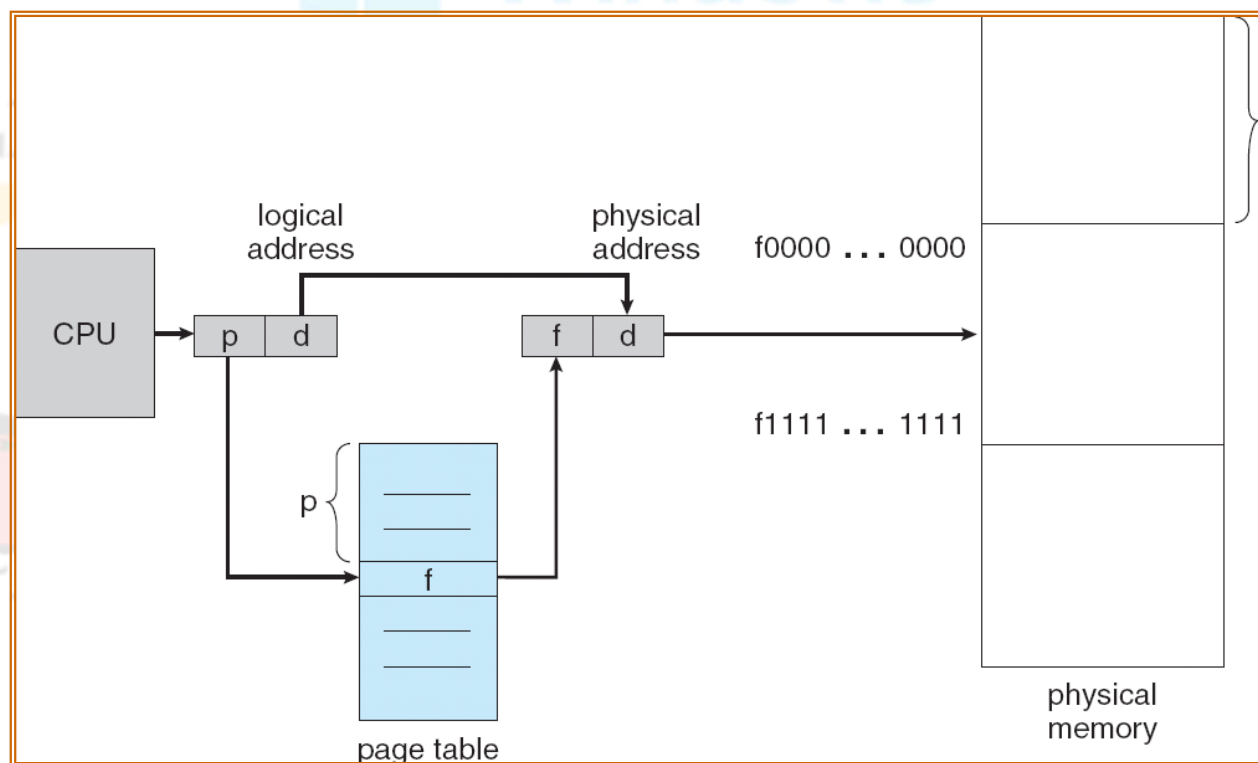 logical
address
physical
address
f0000 ... 0000
CPU
p d
f d
f1111 ... 1111
p
f
page table
physical
memory